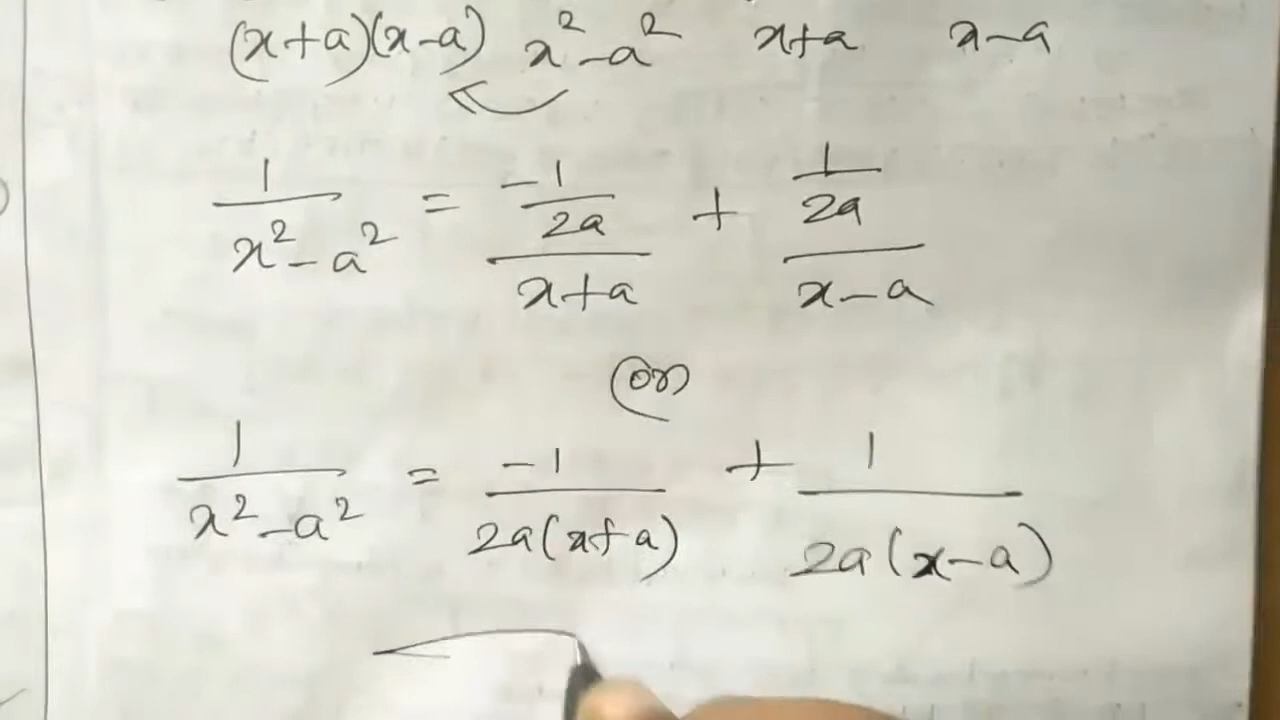 (x+a)(x-a) x²-a² x+a x-a
1/(x²-a²) = (-1/2a)/(x+a) + (1/2a)/(x-a)
(or)
1/(x²-a²) = -1/(2a(x+a)) + 1/(2a(x-a))